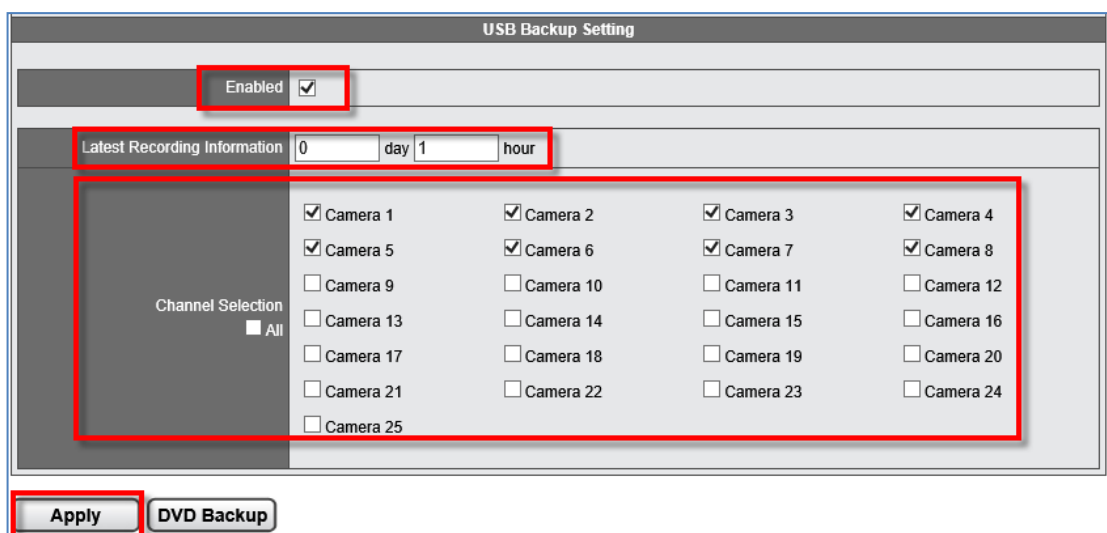 USB Backup Setting
Enabled
Latest Recording Information 0 day 1 hour
Camera 1 Camera 2 Camera 3 Camera 4
Camera 5 Camera 6 Camera 7 Camera 8
Camera 9 Camera 10 Camera 11 Camera 12
Channel Selection
All
Camera 13 Camera 14 Camera 15 Camera 16
Camera 17 Camera 18 Camera 19 Camera 20
Camera 21 Camera 22 Camera 23 Camera 24
Camera 25
Apply DVD Backup